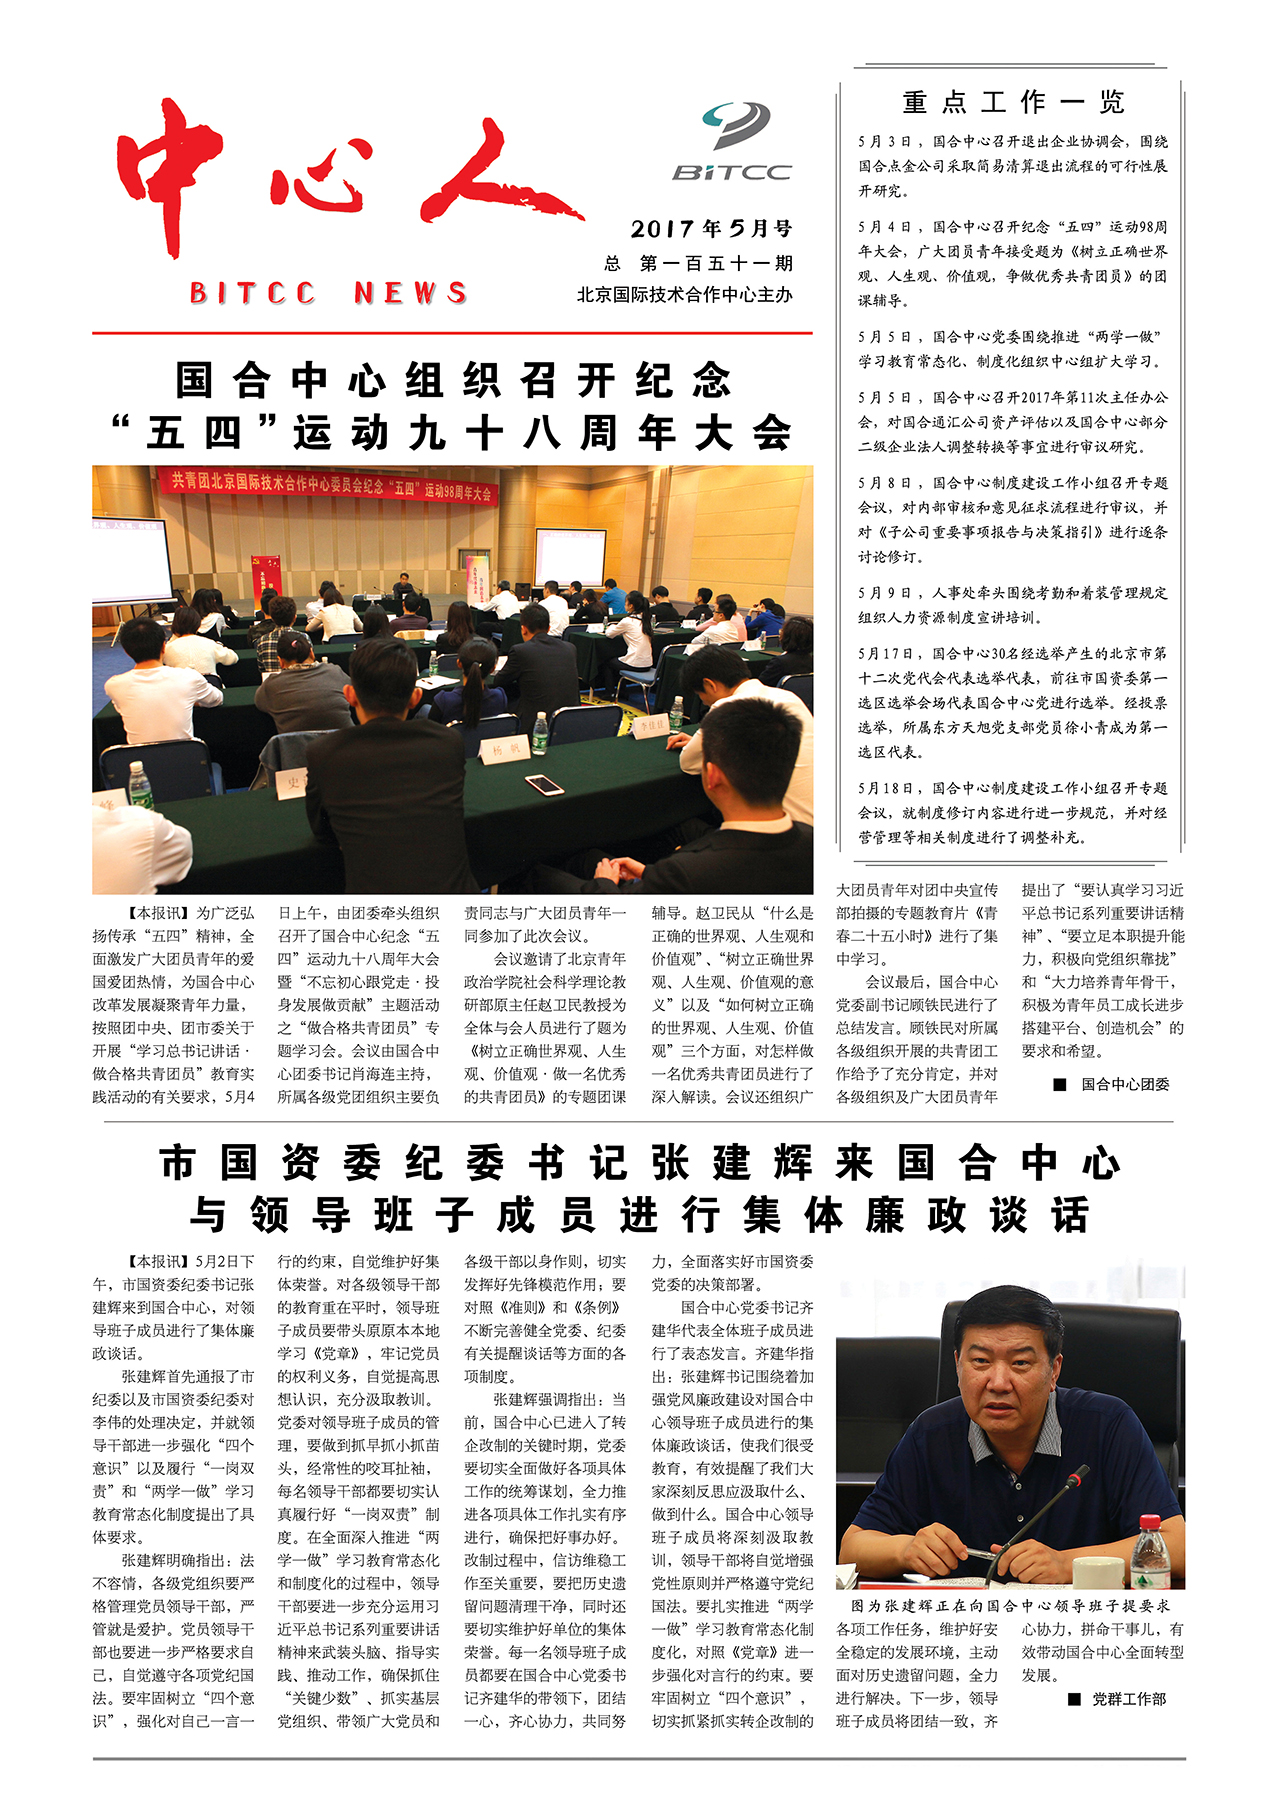 中心人
BITCC NEWS
BiTCC
2017年5月号
总 第一百五十一期
北京国际技术合作中心主办
重点工作一览
5月3日，国合中心召开退出企业协调会，围绕
国合点金公司采取简易清算退出流程的可行性展
开研究。
5月4日，国合中心召开纪念“五四”运动98周
年大会，广大团员青年接受题为《树立正确世界
观、人生观、价值观，争做优秀共青团员》的团
课辅导。
5月5日，国合中心党委围绕推进“两学一做”
学习教育常态化、制度化组织中心组扩大学习。
5月5日，国合中心召开2017年第11次主任办公
会，对国合通汇公司资产评估以及国合中心部分
二级企业法人调整转换等事宜进行审议研究。
5月8日，国合中心制度建设工作小组召开专题
会议，对内部审核和意见征求流程进行审议，并
对《子公司重要事项报告与决策指引》进行逐条
讨论修订。
5月9日，人事处牵头围绕考勤和着装管理规定
组织人力资源制度宣讲培训。
5月17日，国合中心30名经选举产生的北京市第
十二次党代会代表选举代表，前往市国资委第一
选区选举会场代表国合中心党进行选举。经投票
选举，所属东方天旭党支部党员徐小青成为第一
选区代表。
5月18日，国合中心制度建设工作小组召开专题
会议，就制度修订内容进行进一步规范，并对经
营管理等相关制度进行了调整补充。
国合中心组织召开纪念
“五四”运动九十八周年大会
共青团北京国际技术合作中心委员会纪念“五四”运动98周年大会
杨帆
李佳佳
史
峰
【本报讯】为广泛弘
扬传承“五四”精神，全
面激发广大团员青年的爱
国爱团热情，为国合中心
改革发展凝聚青年力量，
按照团中央、团市委关于
开展“学习总书记讲话·
做合格共青团员”教育实
践活动的有关要求，5月4
日上午，由团委牵头组织
召开了国合中心纪念“五
四”运动九十八周年大会
暨“不忘初心跟党走·投
身发展做贡献”主题活动
之“做合格共青团员”专
题学习会。会议由国合中
心团委书记肖海连主持，
所属各级党团组织主要负
责同志与广大团员青年一
同参加了此次会议。
会议邀请了北京青年
政治学院社会科学理论教
研部原主任赵卫民教授为
全体与会人员进行了题为
《树立正确世界观、人生
观、价值观·做一名优秀
的共青团员》的专题团课
辅导。赵卫民从“什么是
正确的世界观、人生观和
价值观”、“树立正确世界
观、人生观、价值观的意
义”以及“如何树立正确
的世界观、人生观、价值
观”三个方面，对怎样做
一名优秀共青团员进行了
深入解读。会议还组织广
大团员青年对团中央宣传
部拍摄的专题教育片《青
春二十五小时》进行了集
中学习。
会议最后，国合中心
党委副书记顾铁民进行了
总结发言。顾铁民对所属
各级组织开展的共青团工
作给予了充分肯定，并对
各级组织及广大团员青年
提出了“要认真学习习近
平总书记系列重要讲话精
神”、“要立足本职提升能
力，积极向党组织靠拢”
和“大力培养青年骨干，
积极为青年员工成长进步
搭建平台、创造机会”的
要求和希望。
■ 国合中心团委
市国资委纪委书记张建辉来国合中心
与领导班子成员进行集体廉政谈话
【本报讯】5月2日下
午，市国资委纪委书记张
建辉来到国合中心，对领
导班子成员进行了集体廉
政谈话。
张建辉首先通报了市
纪委以及市国资委纪委对
李伟的处理决定，并就领
导干部进一步强化“四个
意识”以及履行“一岗双
责”和“两学一做”学习
教育常态化制度提出了具
体要求。
张建辉明确指出：法
不容情，各级党组织要严
格管理党员领导干部，严
管就是爱护。党员领导干
部也要进一步严格要求自
己，自觉遵守各项党纪国
法。要牢固树立“四个意
识”，强化对自己一言一
行的约束，自觉维护好集
体荣誉。对各级领导干部
的教育重在平时，领导班
子成员要带头原原本本地
学习《党章》，牢记党员
的权利义务，自觉提高思
想认识，充分汲取教训。
党委对领导班子成员的管
理，要做到抓早抓小抓苗
头，经常性的咬耳扯袖，
每名领导干部都要切实认
真履行好“一岗双责”制
度。在全面深入推进“两
学一做”学习教育常态化
和制度化的过程中，领导
干部要进一步充分运用习
近平总书记系列重要讲话
精神来武装头脑、指导实
践、推动工作，确保抓住
“关键少数”、抓实基层
党组织、带领广大党员和
各级干部以身作则，切实
发挥好先锋模范作用；要
对照《准则》和《条例》
不断完善健全党委、纪委
有关提醒谈话等方面的各
项制度。
张建辉强调指出：当
前，国合中心已进入了转
企改制的关键时期，党委
要切实全面做好各项具体
工作的统筹谋划，全力推
进各项具体工作扎实有序
进行，确保把好事办好。
改制过程中，信访维稳工
作至关重要，要把历史遗
留问题清理干净，同时还
要切实维护好单位的集体
荣誉。每一名领导班子成
员都要在国合中心党委书
记齐建华的带领下，团结
一心，齐心协力，共同努
力，全面落实好市国资委
党委的决策部署。
国合中心党委书记齐
建华代表全体班子成员进
行了表态发言。齐建华指
出：张建辉书记围绕着加
强党风廉政建设对国合中
心领导班子成员进行的集
体廉政谈话，使我们很受
教育，有效提醒了我们大
家深刻反思应汲取什么、
做到什么。国合中心领导
班子成员将深刻汲取教
训，领导干部将自觉增强
党性原则并严格遵守党纪
国法。要扎实推进“两学
一做”学习教育常态化制
度化，对照《党章》进一
步强化对言行的约束。要
牢固树立“四个意识”，
切实抓紧抓实转企改制的
图为张建辉正在向国合中心领导班子提要求
各项工作任务，维护好安
全稳定的发展环境，主动
面对历史遗留问题，全力
进行解决。下一步，领导
班子成员将团结一致，齐
心协力，拼命干事儿，有
效带动国合中心全面转型
发展。
■ 党群工作部